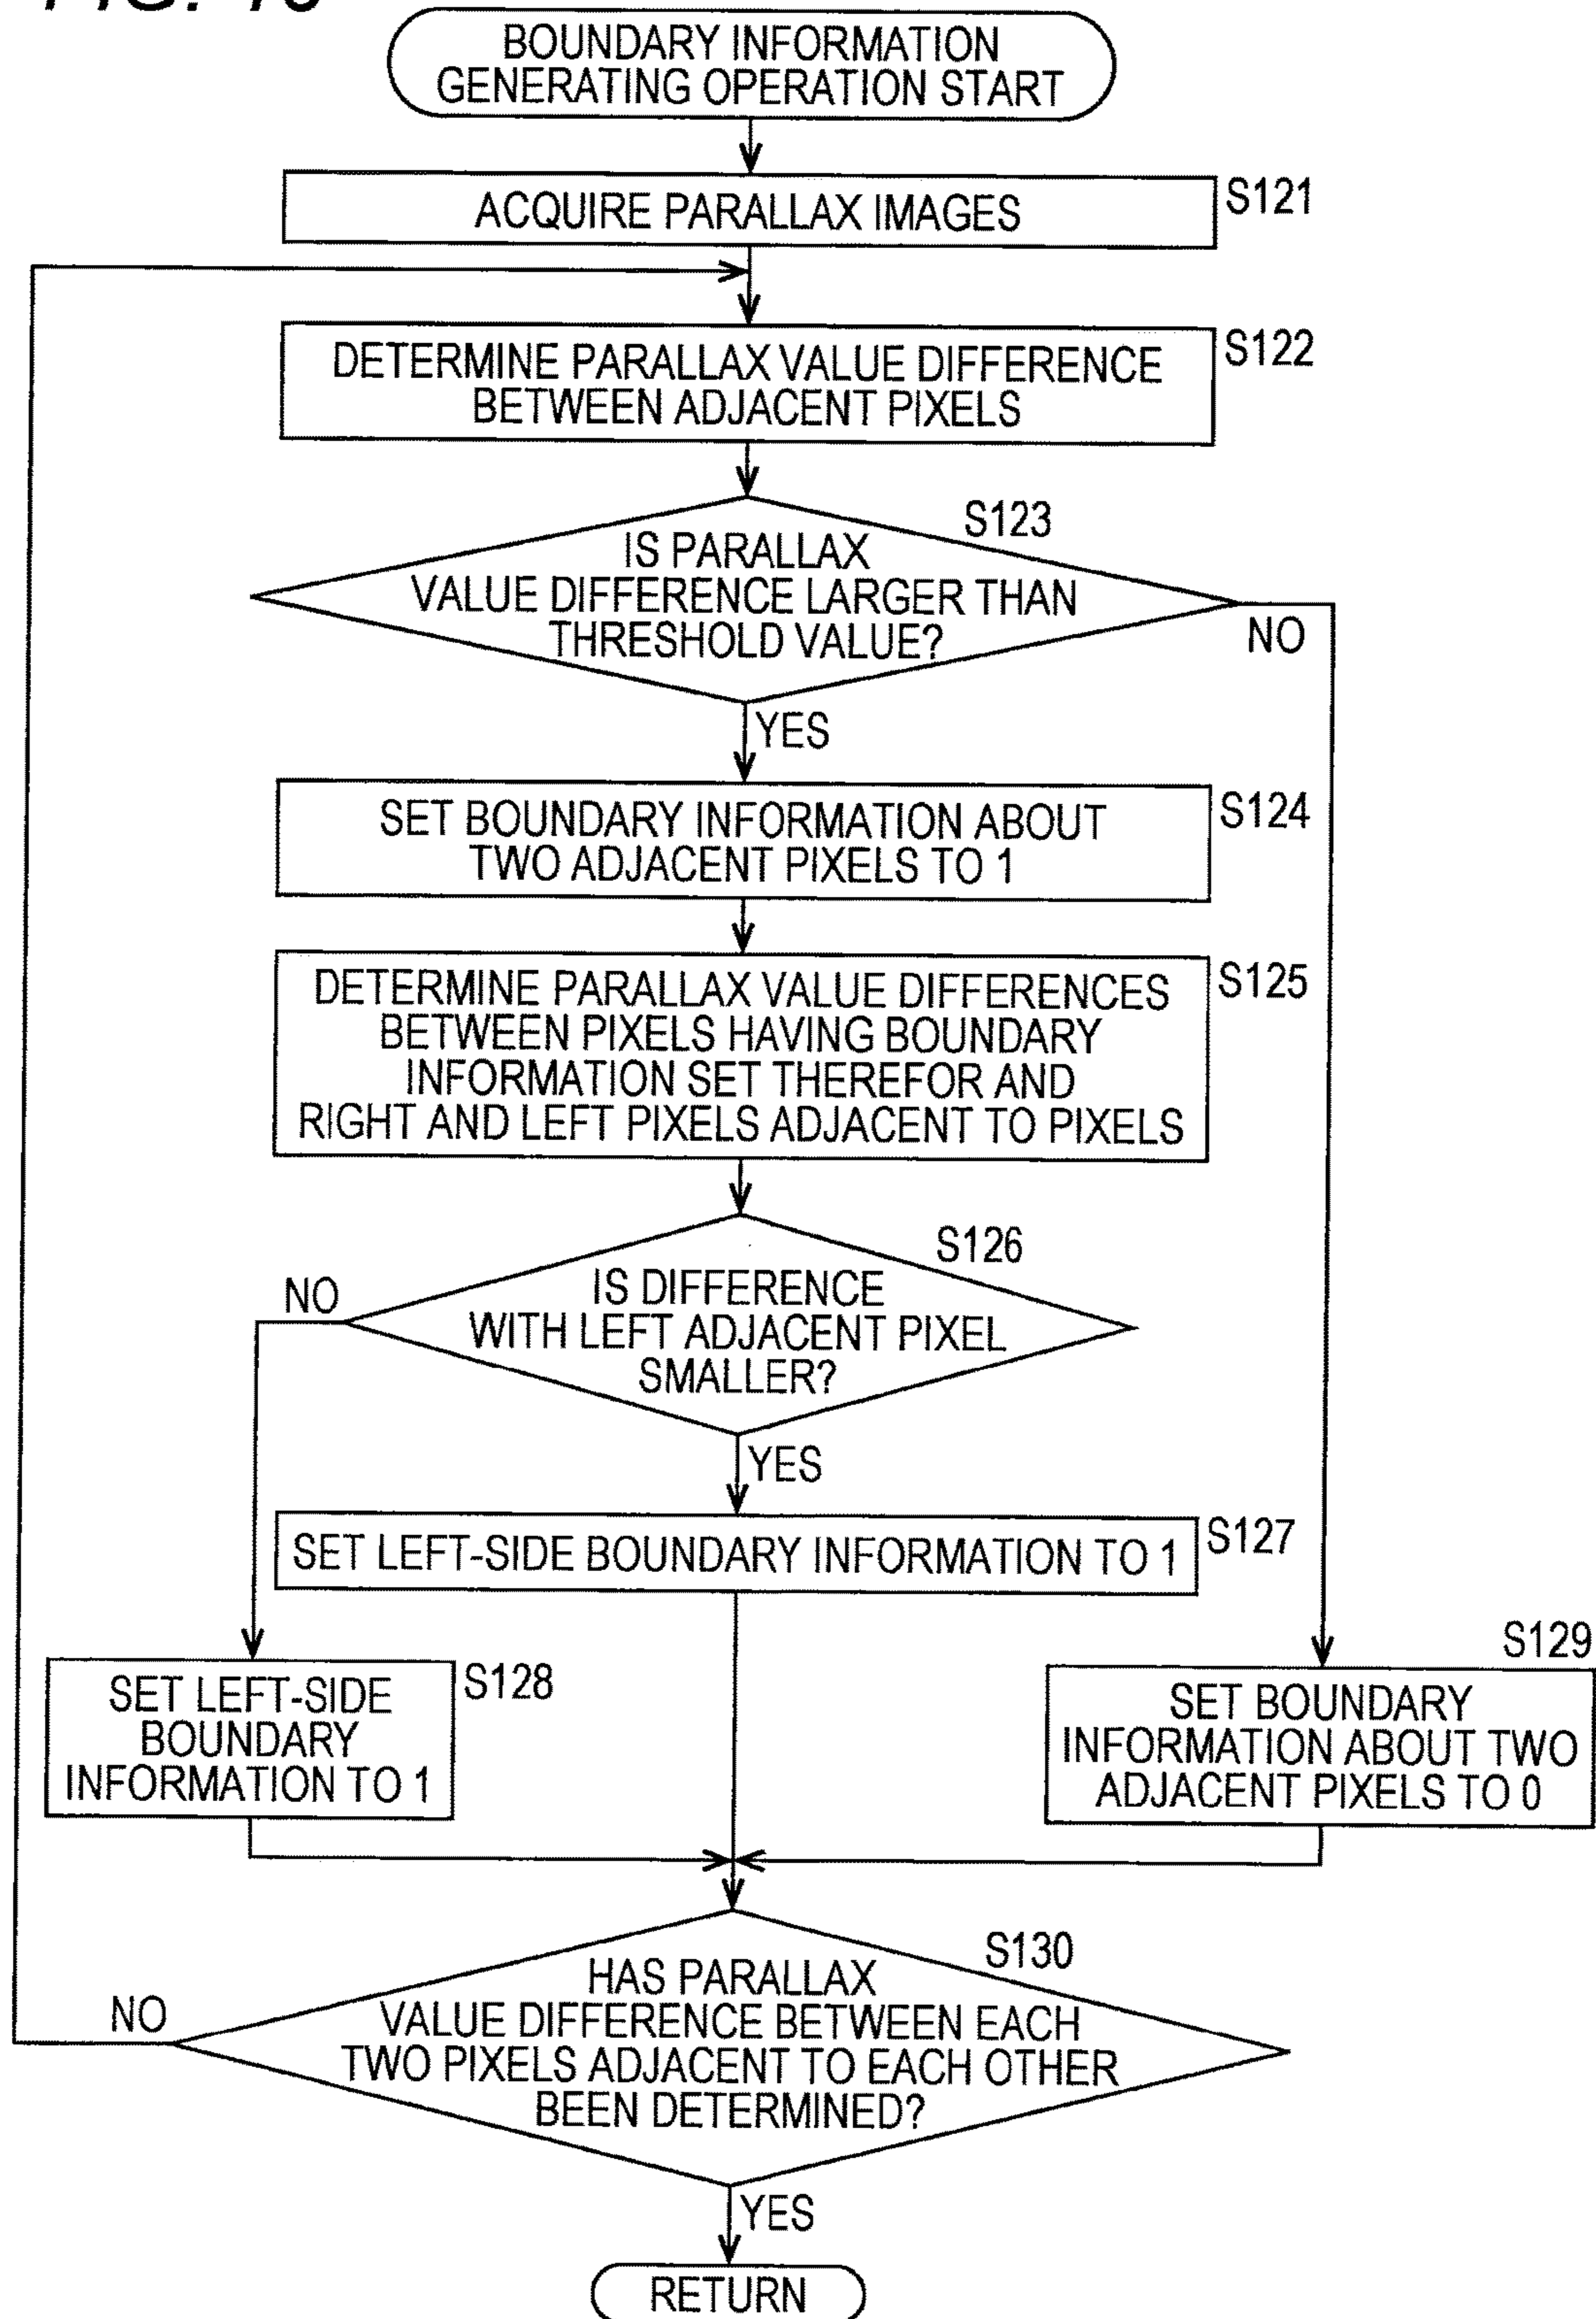 BOUNDARY INFORMATION
GENERATING OPERATION START
ACQUIRE PARALLAX IMAGES
S121
DETERMINE PARALLAX VALUE DIFFERENCE
BETWEEN ADJACENT PIXELS
S122
S123
IS PARALLAX
VALUE DIFFERENCE LARGER THAN
THRESHOLD VALUE?
NO
YES
SET BOUNDARY INFORMATION ABOUT
TWO ADJACENT PIXELS TO 1
S124
DETERMINE PARALLAX VALUE DIFFERENCES
BETWEEN PIXELS HAVING BOUNDARY
INFORMATION SET THEREFOR AND
RIGHT AND LEFT PIXELS ADJACENT TO PIXELS
S125
S126
IS DIFFERENCE
WITH LEFT ADJACENT PIXEL
SMALLER?
NO
YES
SET LEFT-SIDE BOUNDARY INFORMATION TO 1
S127
SET LEFT-SIDE
BOUNDARY
INFORMATION TO 1
S128
S129
SET BOUNDARY
INFORMATION ABOUT TWO
ADJACENT PIXELS TO 0
S130
HAS PARALLAX
VALUE DIFFERENCE BETWEEN EACH
TWO PIXELS ADJACENT TO EACH OTHER
BEEN DETERMINED?
NO
YES
RETURN